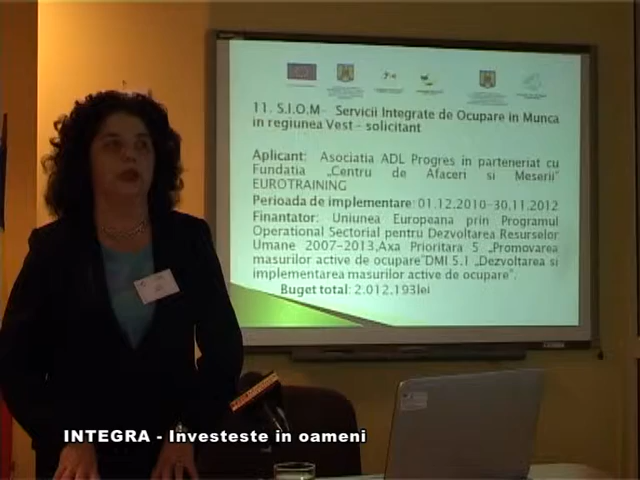 11. S.I.O.M- Servicii Integrate de Ocupare in Munca
in regiunea Vest - solicitant
Aplicant: Asociatia ADL Progres in parteneriat cu
Fundatia „Centru de Afaceri si Meserii"
EUROTRAINING
Perioada de implementare: 01.12.2010-30.11.2012
Finantator: Uniunea Europeana prin Programul
Operational Sectorial pentru Dezvoltarea Resurselor
Umane 2007-2013,Axa Prioritara 5 „Promovarea
masurilor active de ocupare"DMI 5.1 „Dezvoltarea si
implementarea masurilor active de ocupare".
Buget total: 2.012.193lei
INTEGRA - Investeste in oameni